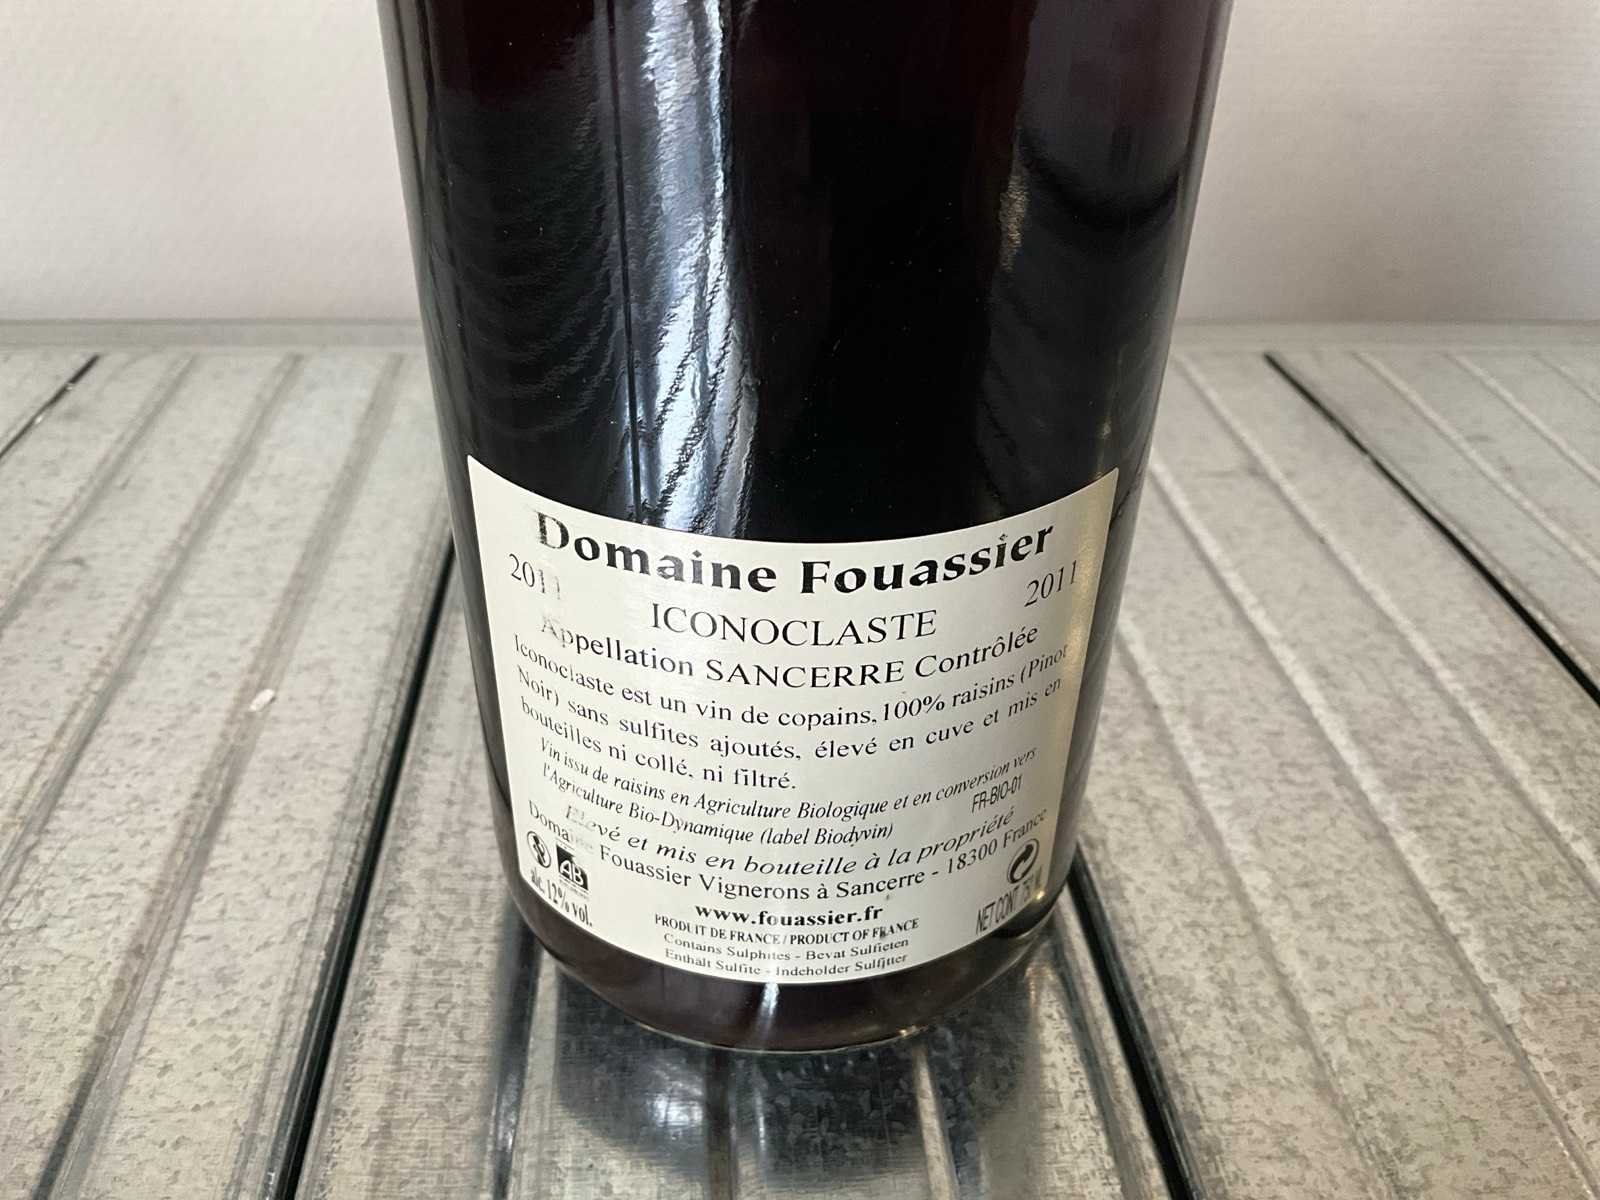 Domaine Fouassier
2011 2011
ICONOCLASTE
Appellation SANCERRE Contrôlée
Iconoclaste est un vin de copains, 100% raisins (Pinot
Noir) sans sulfites ajoutés, élevé en cuve et mis en
bouteilles ni collé, ni filtré.
Vin issu de raisins en Agriculture Biologique et en conversion vers
l'Agriculture Bio-Dynamique (label Biodyvin)
FR-BIO-01
Elevé et mis en bouteille à la propriété
Domaine Fouassier Vignerons à Sancerre - 18300 France
AB
alc. 12% vol.
www.fouassier.fr
NET CONT
PRODUIT DE FRANCE / PRODUCT OF FRANCE
Contains Sulphites - Bevat Sulfieten
Enthält Sulfite - Indeholder Sulfitter